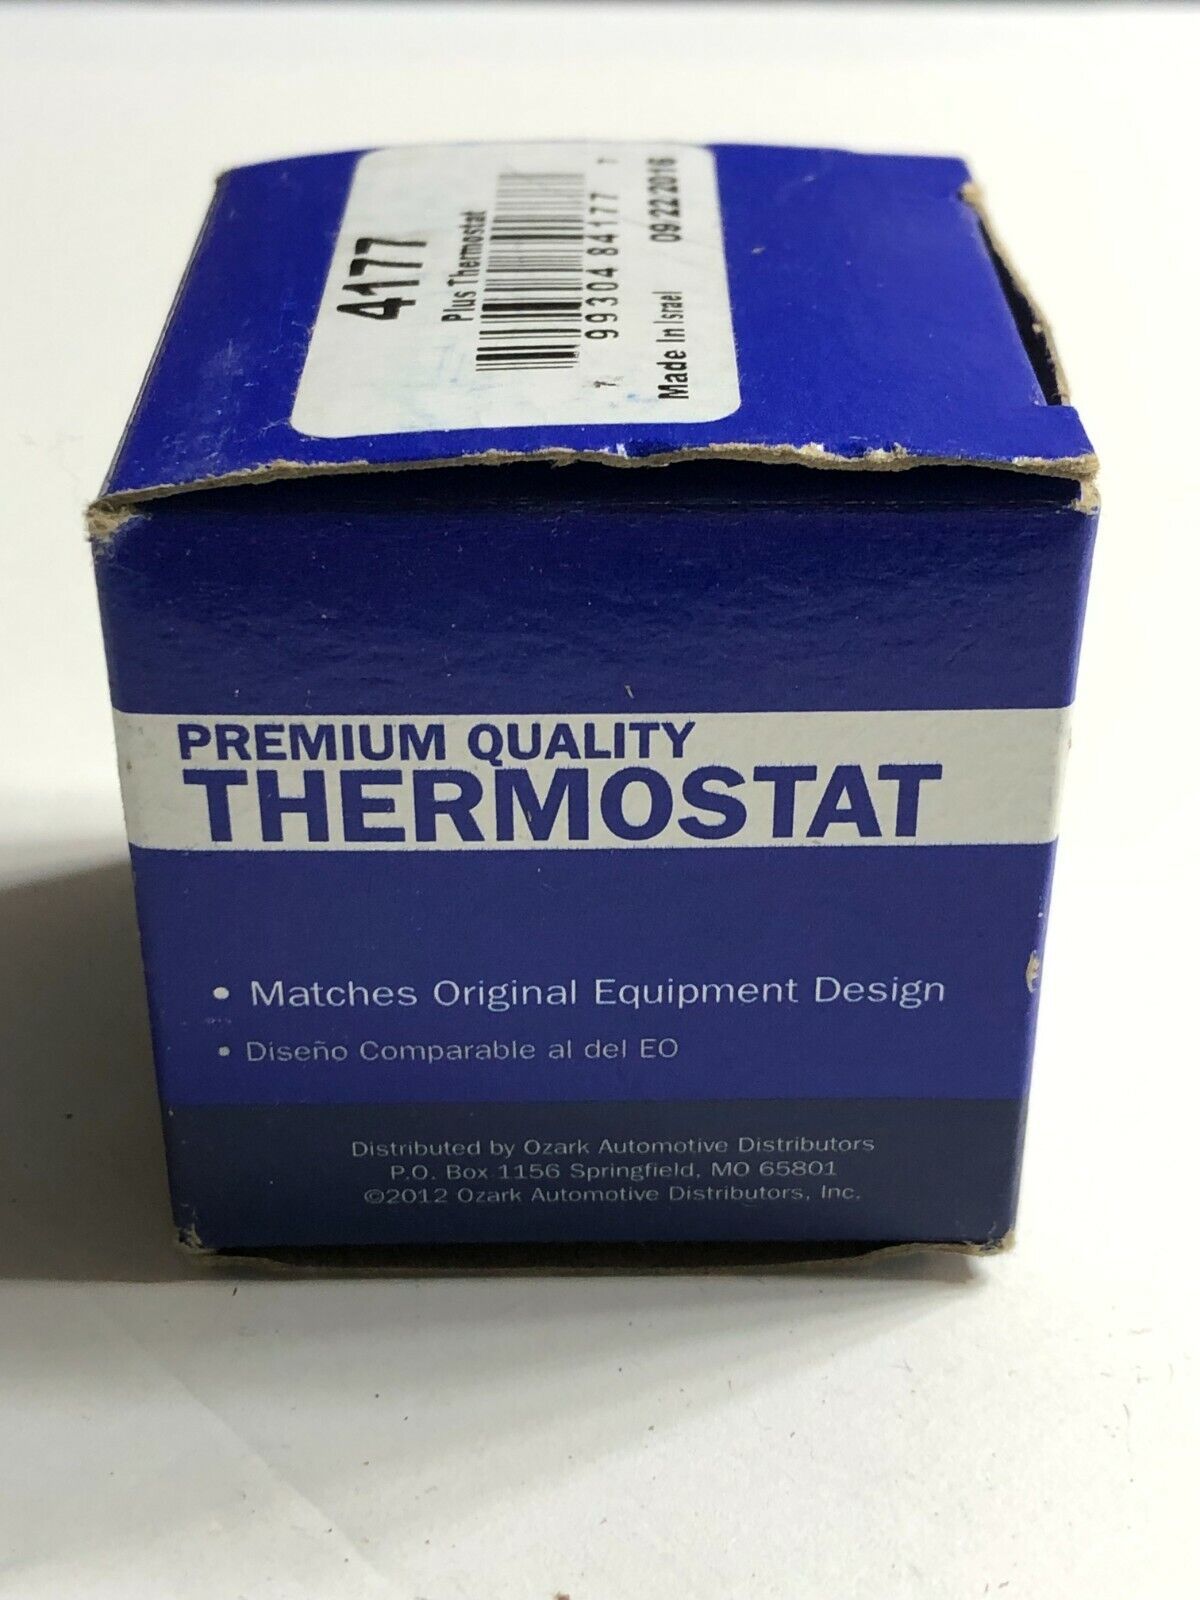 4177
Plus Thermostat
7 99304 84177 7
Made In Israel 09/22/2016
PREMIUM QUALITY
THERMOSTAT
• Matches Original Equipment Design
• Diseño Comparable al del EO
Distributed by Ozark Automotive Distributors
P.O. Box 1156 Springfield, MO 65801
©2012 Ozark Automotive Distributors, Inc.